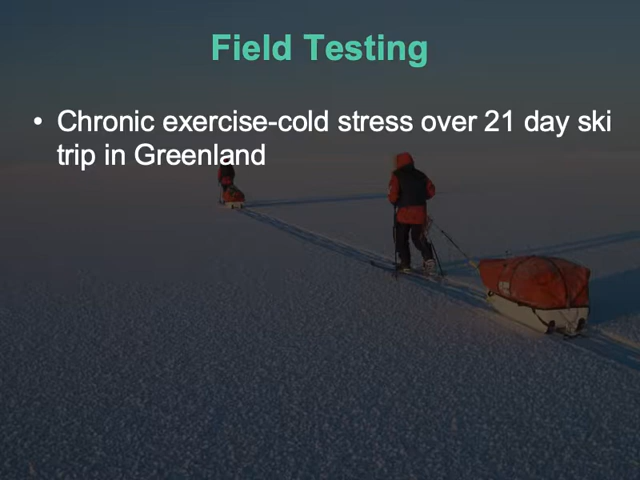 Field Testing
• Chronic exercise-cold stress over 21 day ski
trip in Greenland